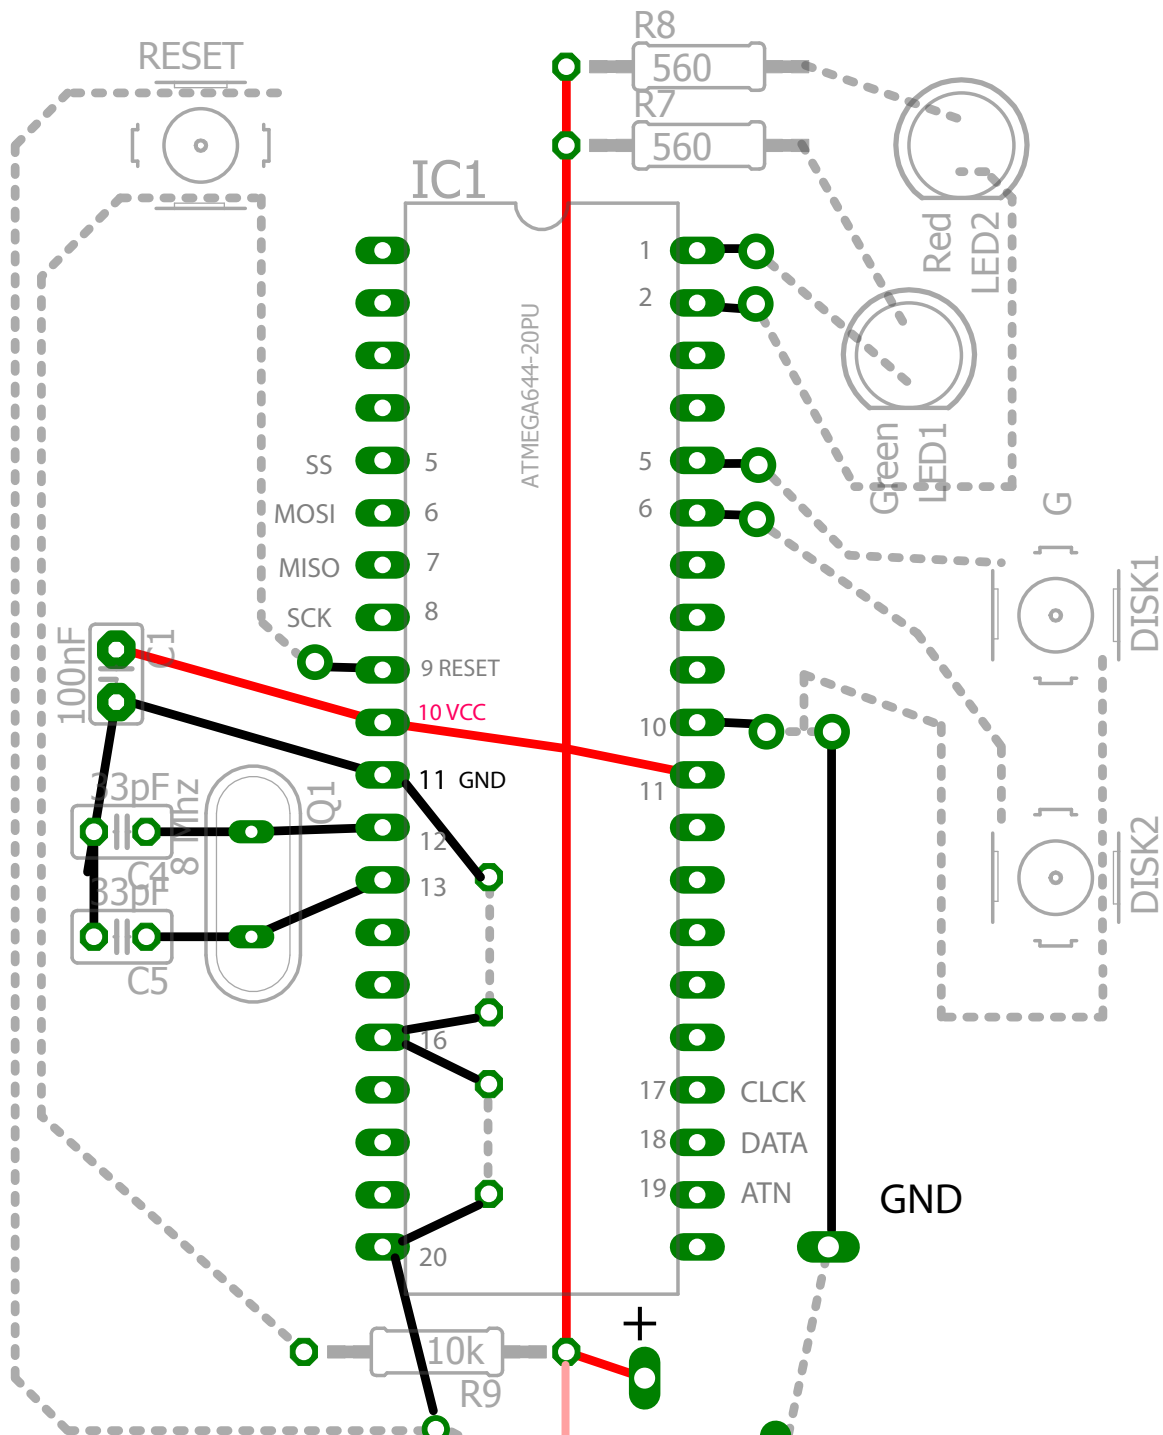 R8
RESET
560
R7
560
IC1
Red
LED2
1
2
ATMEGA644-20PU
Green
LED1
SS 5
5
MOSI 6
6
G
MISO 7
DISK1
SCK 8
100nF
C1
9 RESET
10 VCC
10
11 GND
11
33pF
8 Mhz
Q1
12
C4
33pF
13
DISK2
C5
16
17 CLCK
18 DATA
19 ATN
GND
20
+
10k
R9